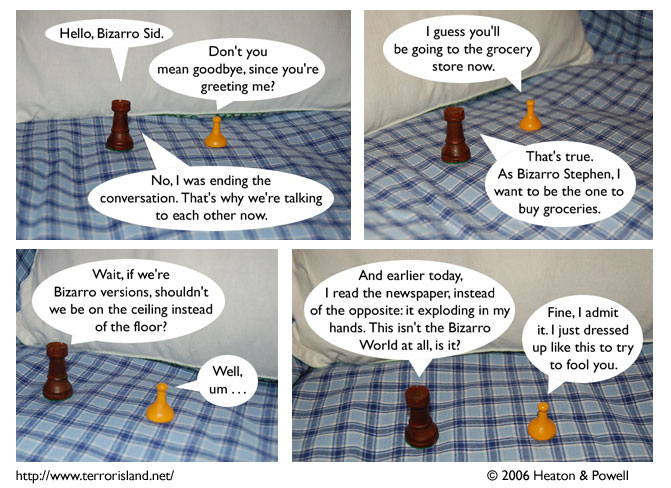 Hello, Bizarro Sid.
Don't you
mean goodbye, since you're
greeting me?
No, I was ending the
conversation. That's why we're talking
to each other now.
I guess you'll
be going to the grocery
store now.
That's true.
As Bizarro Stephen, I
want to be the one to
buy groceries.
Wait, if we're
Bizarro versions, shouldn't
we be on the ceiling instead
of the floor?
Well,
um . . .
And earlier today,
I read the newspaper, instead
of the opposite: it exploding in my
hands. This isn't the Bizarro
World at all, is it?
Fine, I admit
it. I just dressed
up like this to try
to fool you.
http://www.terrorisland.net/
© 2006 Heaton & Powell